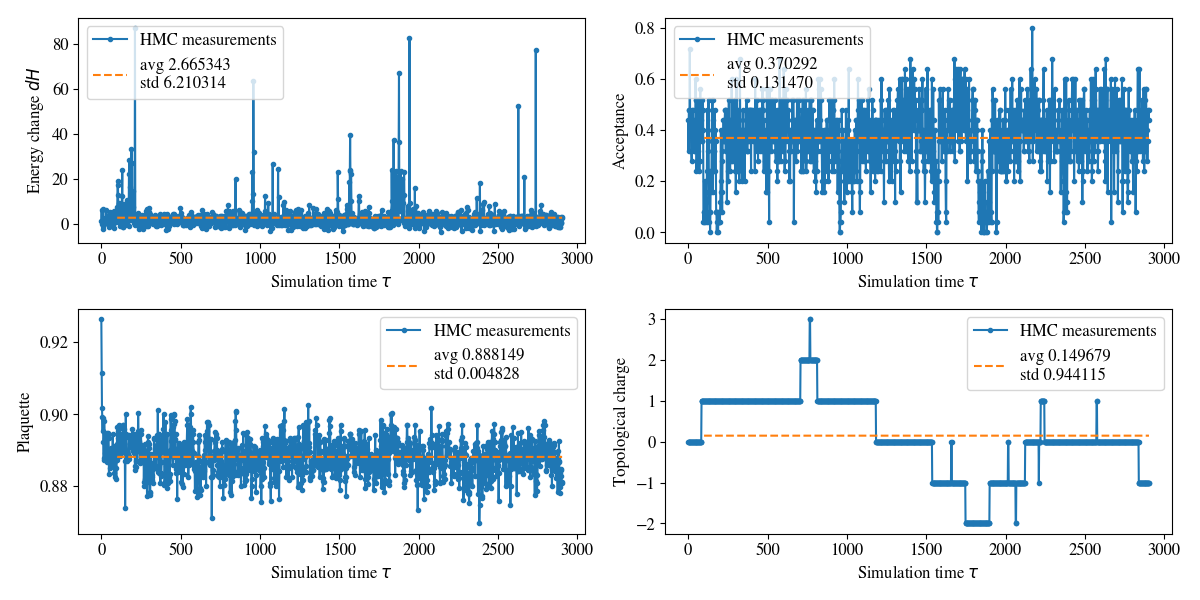 Energy change dH
80
60
40
20
0
HMC measurements
avg 2.665343
std 6.210314
0
500
1000
1500
2000
2500
3000
Simulation time τ
Acceptance
0.8
0.6
0.4
0.2
0.0
HMC measurements
avg 0.370292
std 0.131470
0
500
1000
1500
2000
2500
3000
Simulation time τ
Plaquette
0.92
0.90
0.88
HMC measurements
avg 0.888149
std 0.004828
0
500
1000
1500
2000
2500
3000
Simulation time τ
Topological charge
3
2
1
0
−1
−2
HMC measurements
avg 0.149679
std 0.944115
0
500
1000
1500
2000
2500
3000
Simulation time τ